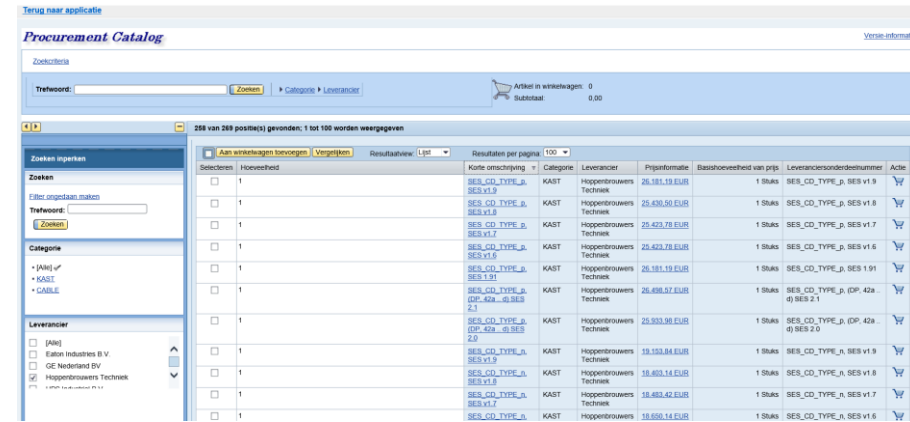 Terug naar applicatie
Procurement Catalog
Versie-informat
Zoekcriteria
Trefwoord: Zoeken Categorie Leverancier
Artikel in winkelwagen: 0
Subtotaal: 0,00
258 van 269 positie(s) gevonden; 1 tot 100 worden weergegeven
Zoeken inperken
Zoeken
Filter ongedaan maken
Trefwoord:
Zoeken
Categorie
[Alle]
KAST
CABLE
Leverancier
[Alle]
Eaton Industries B.V.
GE Nederland BV
Hoppenbrouwers Techniek
Aan winkelwagen toevoegen Vergelijken Resultaatview: Lijst Resultaten per pagina: 100
Selecteren Hoeveelheid Korte omschrijving Categorie Leverancier Prijsinformatie Basishoeveelheid van prijs Leveranciersonderdeelnummer Actie
1 SES_CD_TYPE_p, KAST Hoppenbrouwers 26.181,19 EUR 1 Stuks SES_CD_TYPE_p, SES v1.9
SES v1.9 Techniek
1 SES_CD_TYPE_p, KAST Hoppenbrouwers 25.430,50 EUR 1 Stuks SES_CD_TYPE_p, SES v1.8
SES v1.8 Techniek
1 SES_CD_TYPE_p, KAST Hoppenbrouwers 25.423,78 EUR 1 Stuks SES_CD_TYPE_p, SES v1.7
SES v1.7 Techniek
1 SES_CD_TYPE_p, KAST Hoppenbrouwers 25.423,78 EUR 1 Stuks SES_CD_TYPE_p, SES v1.6
SES v1.6 Techniek
1 SES_CD_TYPE_p, KAST Hoppenbrouwers 26.181,19 EUR 1 Stuks SES_CD_TYPE_p, SES 1.91
SES 1.91 Techniek
1 SES_CD_TYPE_p, KAST Hoppenbrouwers 26.498,57 EUR 1 Stuks SES_CD_TYPE_p, (DP, 42a ..
(DP, 42a .. d) SES Techniek d) SES 2.1
2.1
1 SES_CD_TYPE_p, KAST Hoppenbrouwers 25.933,98 EUR 1 Stuks SES_CD_TYPE_p, (DP, 42a ..
(DP, 42a .. d) SES Techniek d) SES 2.0
2.0
1 SES_CD_TYPE_n, KAST Hoppenbrouwers 19.153,84 EUR 1 Stuks SES_CD_TYPE_n, SES v1.9
SES v1.9 Techniek
1 SES_CD_TYPE_n, KAST Hoppenbrouwers 18.403,14 EUR 1 Stuks SES_CD_TYPE_n, SES v1.8
SES v1.8 Techniek
1 SES_CD_TYPE_n, KAST Hoppenbrouwers 18.483,42 EUR 1 Stuks SES_CD_TYPE_n, SES v1.7
SES v1.7 Techniek
1 SES_CD_TYPE_n, KAST Hoppenbrouwers 18.650,14 EUR 1 Stuks SES_CD_TYPE_n, SES v1.6